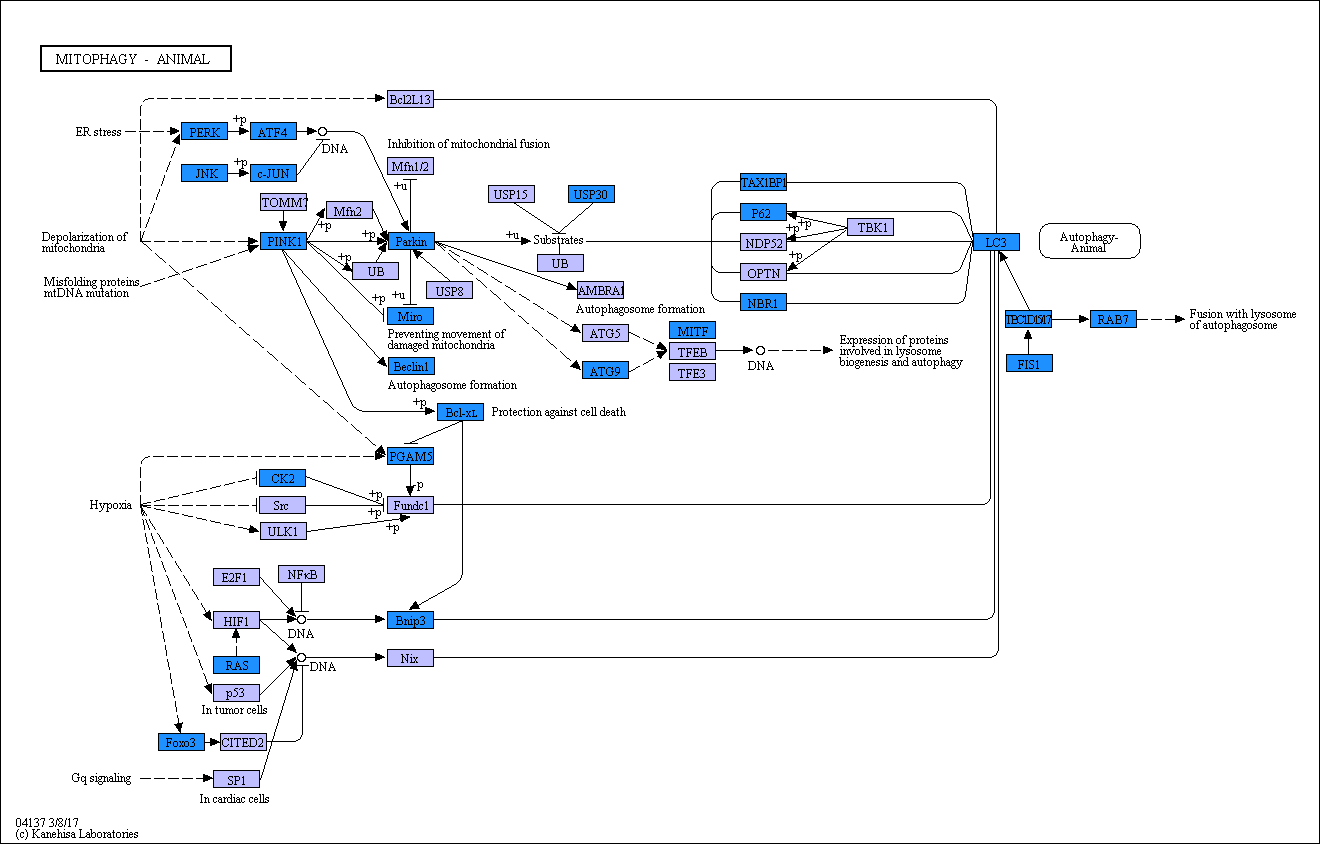 MITOPHAGY - ANIMAL
Bcl2L13
ER stress
PERK
+p
ATF4
DNA
Inhibition of mitochondrial fusion
JNK
+p
c-JUN
Mfn1/2
+u
TAX1BP1
TOMM7
Mfn2
USP15
USP30
P62
+p
+p
TBK1
Depolarization of
mitochondria
PINK1
+p
+p
Parkin
+u
Substrates
NDP52
LC3
Autophagy-
Animal
+p
UB
UB
+p
OPTN
Misfolding proteins
mtDNA mutation
USP8
AMBRA1
+p
+u
NBR1
Autophagosome formation
Miro
TBC1D15/17
RAB7
Fusion with lysosome
of autophagosome
Preventing movement of
damaged mitochondria
ATG5
MITF
TFEB
TFE3
DNA
Expression of proteins
involved in lysosome
biogenesis and autophagy
FIS1
Beclin1
ATG9
Autophagosome formation
+p
Bcl-xL
Protection against cell death
PGAM5
CK2
-p
+p
Hypoxia
Src
+p
Fundc1
ULK1
+p
E2F1
NFκB
HIF1
DNA
Bnip3
RAS
DNA
Nix
p53
In tumor cells
Foxo3
CITED2
Gq signaling
SP1
In cardiac cells
04137 3/8/17
(c) Kanehisa Laboratories